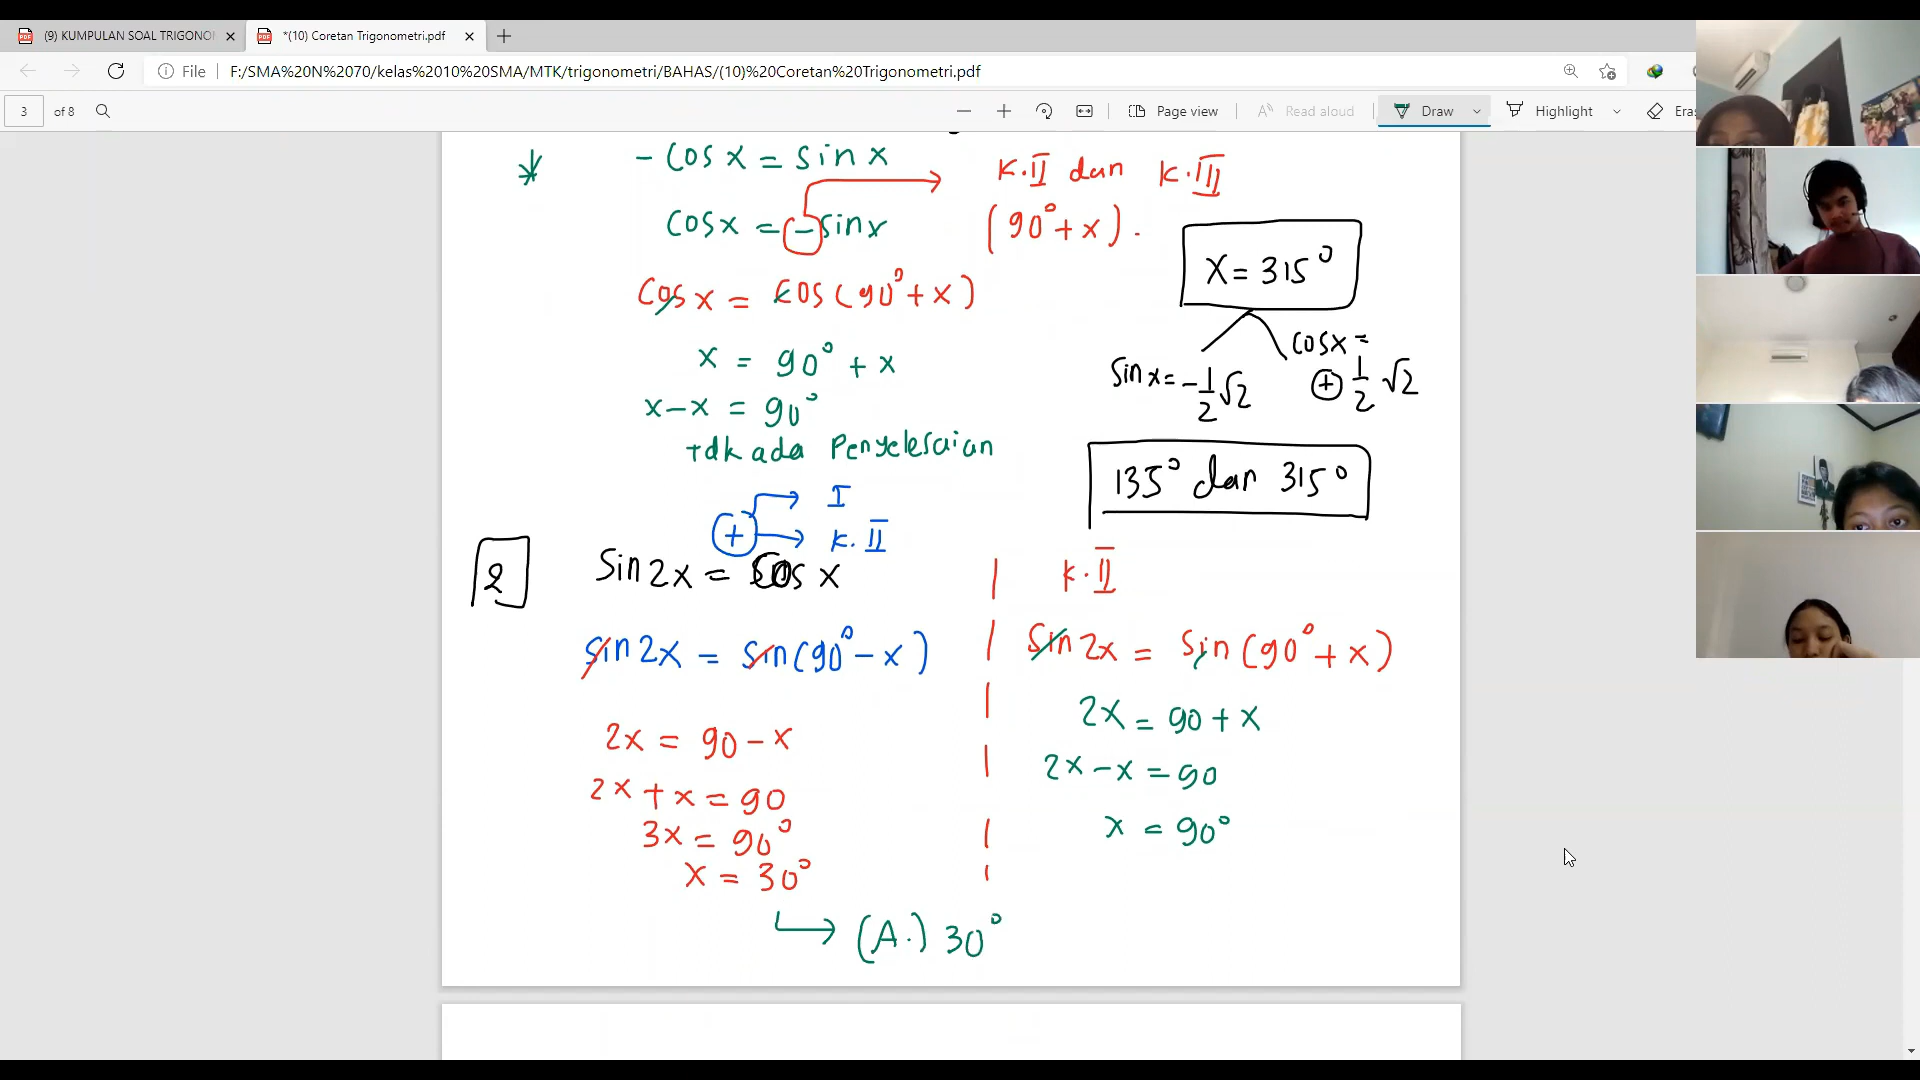 (9) KUMPULAN SOAL TRIGONO
*(10) Coretan Trigonometri.pdf
File F:/SMA%20N%2070/kelas%2010%20SMA/MTK/trigonometri/BAHAS/(10)%20Coretan%20Trigonometri.pdf
3 of 8
Page view
Read aloud
Draw
Highlight
Eras
- cos x = sin x
K.II dan K.III
cos x = - sin x
(90° + x).
cos x = cos (90° + x)
x = 315°
x = 90° + x
sin x = -1/2 √2
cos x = + 1/2 √2
x - x = 90°
tdk ada Penyelesaian
135° dan 315°
+ I
K.II
2
sin 2x = cos x
K.II
sin 2x = sin (90° - x)
sin 2x = sin (90° + x)
2x = 90 - x
2x = 90 + x
2x + x = 90
2x - x = 90
3x = 90°
x = 90°
x = 30°
(A.) 30°